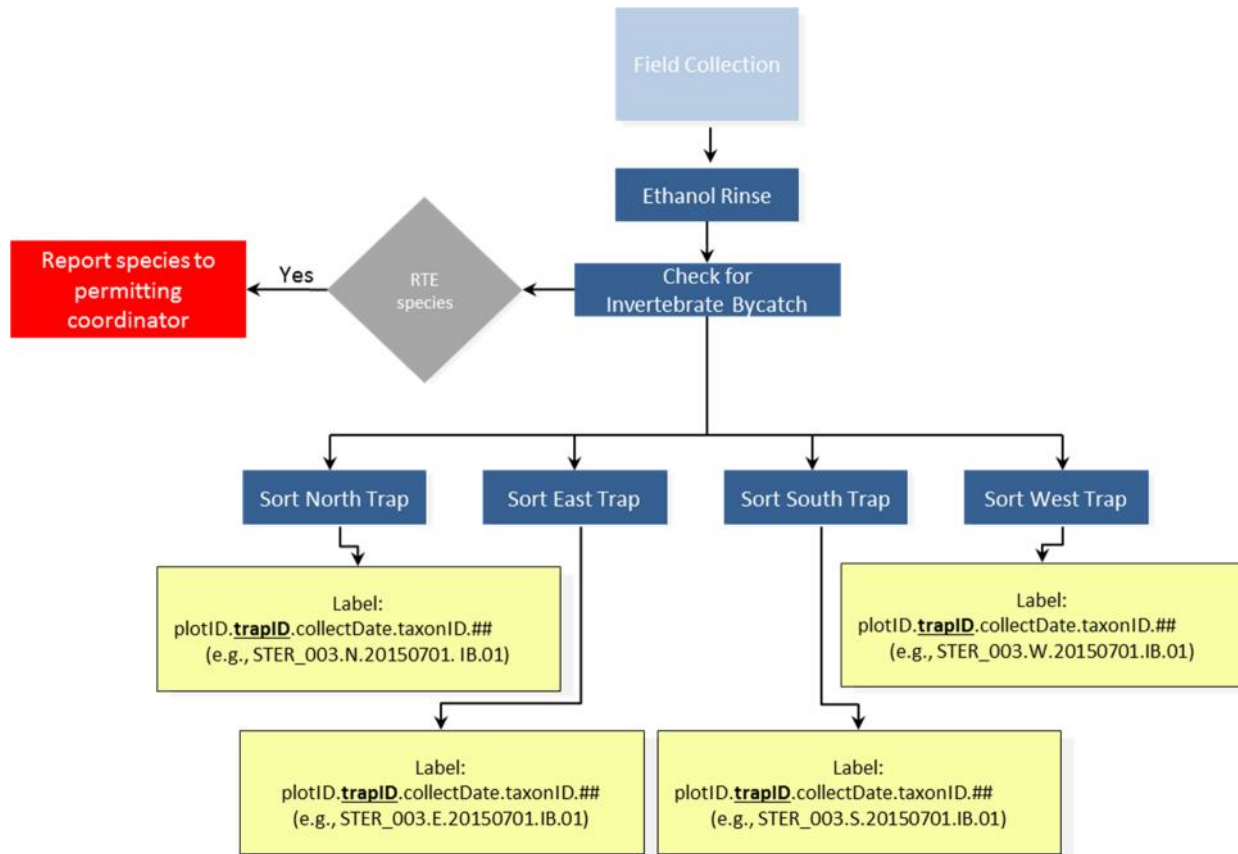 Field Collection
Ethanol Rinse
Check for
Invertebrate Bycatch
RTE
species
Yes
Report species to
permitting
coordinator
Sort North Trap
Sort East Trap
Sort South Trap
Sort West Trap
Label:
plotID.trapID.collectDate.taxonID.##
(e.g., STER_003.N.20150701. IB.01)
Label:
plotID.trapID.collectDate.taxonID.##
(e.g., STER_003.W.20150701.IB.01)
Label:
plotID.trapID.collectDate.taxonID.##
(e.g., STER_003.E.20150701.IB.01)
Label:
plotID.trapID.collectDate.taxonID.##
(e.g., STER_003.S.20150701.IB.01)